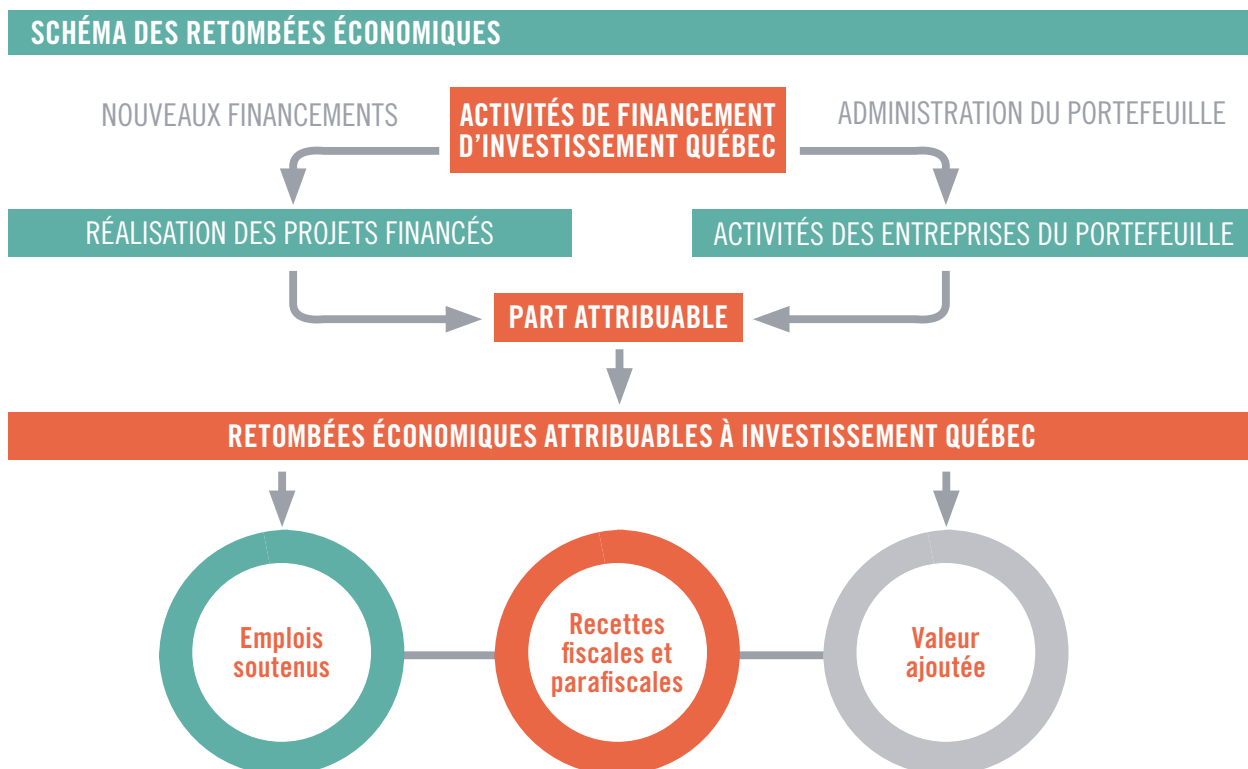 SCHÉMA DES RETOMBÉES ÉCONOMIQUES
NOUVEAUX FINANCEMENTS
ACTIVITÉS DE FINANCEMENT
D'INVESTISSEMENT QUÉBEC
ADMINISTRATION DU PORTEFEUILLE
RÉALISATION DES PROJETS FINANCÉS
ACTIVITÉS DES ENTREPRISES DU PORTEFEUILLE
PART ATTRIBUABLE
RETOMBÉES ÉCONOMIQUES ATTRIBUABLES À INVESTISSEMENT QUÉBEC
Emplois
soutenus
Recettes
fiscales et
parafiscales
Valeur
ajoutée